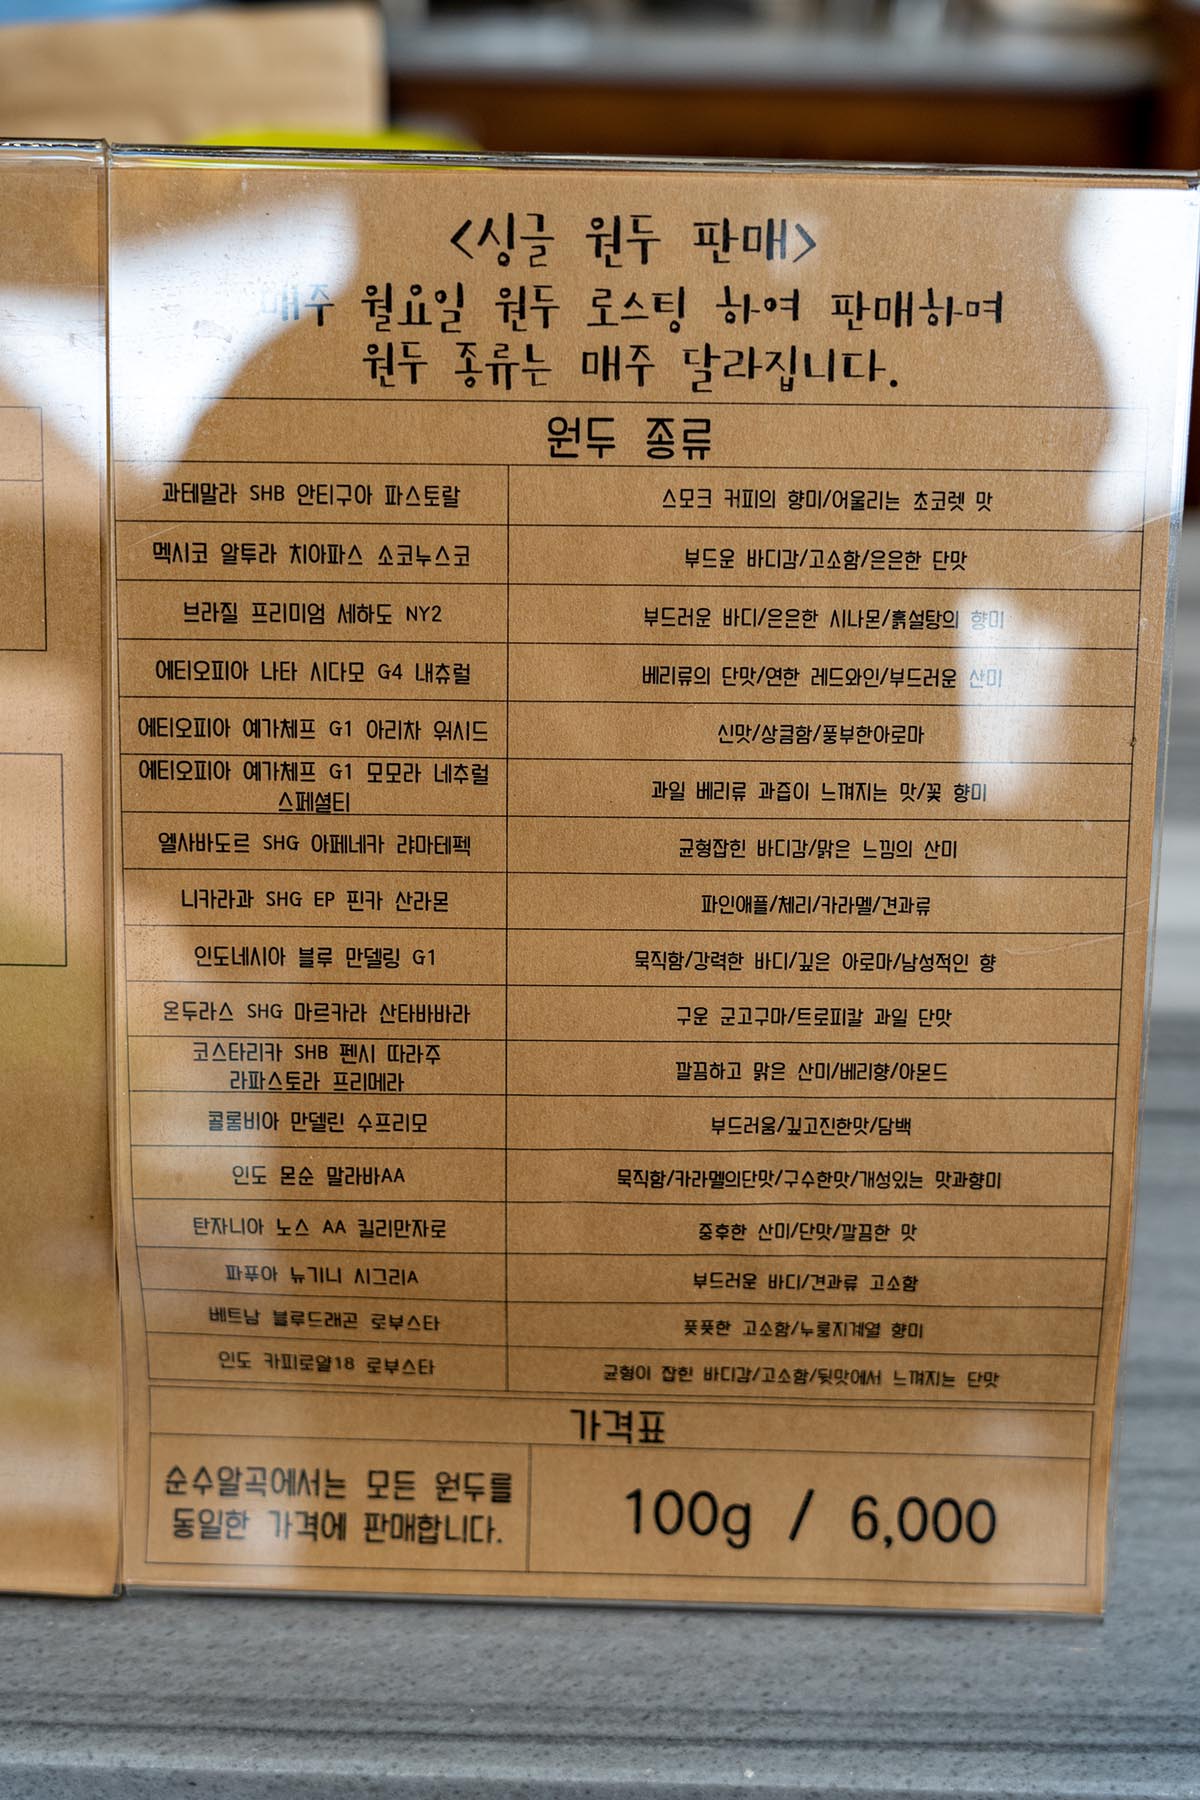 <싱글 원두 판매>
매주 월요일 원두 로스팅 하여 판매하며
원두 종류는 매주 달라집니다.
원두 종류
과테말라 SHB 안티구아 파스토랄
스모크 커피의 향미/어울리는 초코렛 맛
멕시코 알투라 치아파스 소코누스코
부드운 바디감/고소함/은은한 단맛
브라질 프리미엄 세하도 NY2
부드러운 바디/은은한 시나몬/흙설탕의 향미
에티오피아 나타 시다모 G4 내츄럴
베리류의 단맛/연한 레드와인/부드러운 산미
에티오피아 예가체프 G1 아리차 워시드
신맛/상큼함/풍부한아로마
에티오피아 예가체프 G1 모모라 네추럴
스페셜티
과일 베리류 과즙이 느껴지는 맛/꽃 향미
엘사바도르 SHG 아페네카 랴마테펙
균형잡힌 바디감/맑은 느낌의 산미
니카라과 SHG EP 핀카 산라몬
파인애플/체리/카라멜/견과류
인도네시아 블루 만델링 G1
묵직함/강력한 바디/깊은 아로마/남성적인 향
온두라스 SHG 마르카라 산타바바라
구운 군고구마/트로피칼 과일 단맛
코스타리카 SHB 펜시 따라주
라파스토라 프리메라
깔끔하고 맑은 산미/베리향/아몬드
콜롬비아 만델린 수프리모
부드러움/깊고진한맛/담백
인도 몬순 말라바AA
묵직함/카라멜의단맛/구수한맛/개성있는 맛과향미
탄자니아 노스 AA 킬리만자로
중후한 산미/단맛/깔끔한 맛
파푸아 뉴기니 시그리A
부드러운 바디/견과류 고소함
베트남 블루드래곤 로부스타
풋풋한 고소함/누룽지계열 향미
인도 카피로얄18 로부스타
균형이 잡힌 바디감/고소함/뒷맛에서 느껴지는 단맛
가격표
순수알곡에서는 모든 원두를
동일한 가격에 판매합니다.
100g / 6,000